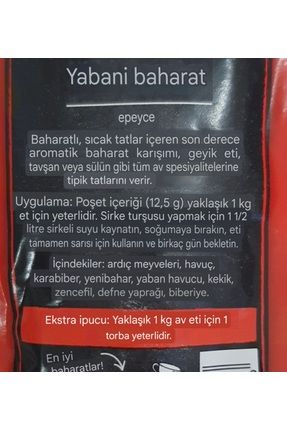 Yabani baharat
epeyce
Baharatlı, sıcak tatlar içeren son derece
aromatik baharat karışımı, geyik eti,
tavşan veya sülün gibi tüm av spesiyalitelerine
tipik tatlarını verir.
Uygulama: Poşet içeriği (12,5 g) yaklaşık 1 kg
et için yeterlidir. Sirke turşusu yapmak için 1 1/2
litre sirkeli suyu kaynatın, soğumaya bırakın, eti
tamamen sarısı için kullanın ve birkaç gün bekletin.
İçindekiler: ardıç meyveleri, havuç,
karabiber, yenibahar, yaban havucu, kekik,
zencefil, defne yaprağı, biberiye.
Ekstra ipucu: Yaklaşık 1 kg av eti için 1
torba yeterlidir.
En iyi
baharatlar!